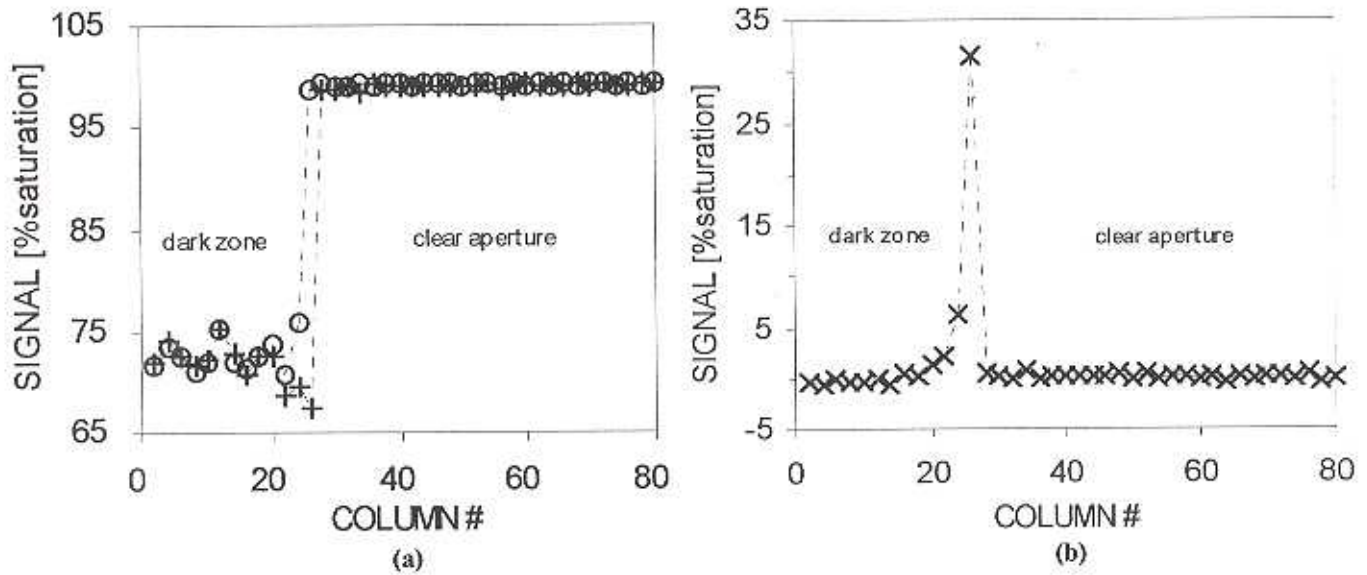 105
95
85
75
65
SIGNAL [%saturation]
dark zone
clear aperture
0
20
40
60
80
COLUMN #
(a)
35
25
15
5
-5
SIGNAL [%saturation]
dark zone
clear aperture
0
20
40
60
80
COLUMN #
(b)